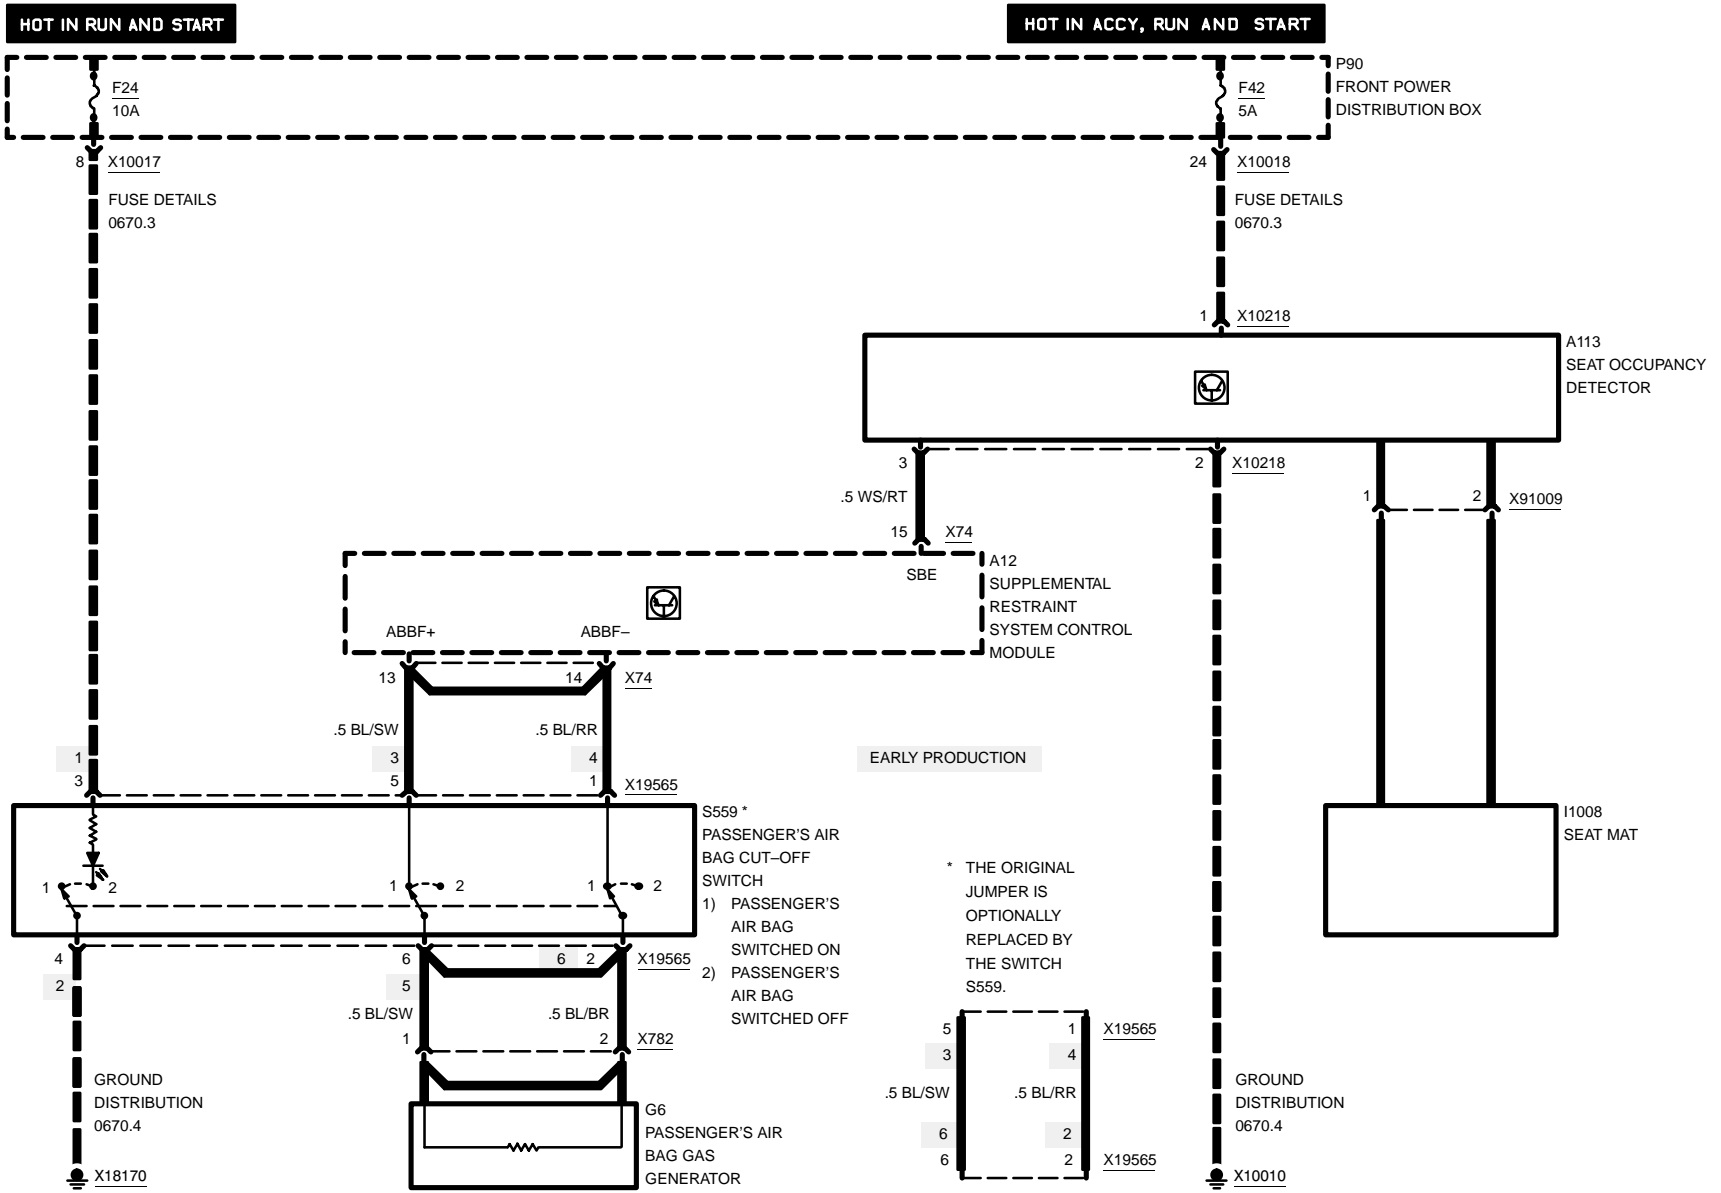 HOT IN RUN AND START
HOT IN ACCY, RUN AND START
F24
10A
F42
5A
P90
FRONT POWER
DISTRIBUTION BOX
8 X10017
24 X10018
FUSE DETAILS
0670.3
FUSE DETAILS
0670.3
1 X10218
A113
SEAT OCCUPANCY
DETECTOR
3
2 X10218
.5 WS/RT
1
2 X91009
15 X74
SBE
A12
SUPPLEMENTAL
RESTRAINT
SYSTEM CONTROL
MODULE
ABBF+
ABBF–
13
14 X74
.5 BL/SW
.5 BL/RR
1
3
4
EARLY PRODUCTION
3
5
1 X19565
S559 *
PASSENGER'S AIR
BAG CUT–OFF
SWITCH
1) PASSENGER'S
AIR BAG
SWITCHED ON
2) PASSENGER'S
AIR BAG
SWITCHED OFF
1 2
1 2
1 2
I1008
SEAT MAT
* THE ORIGINAL
JUMPER IS
OPTIONALLY
REPLACED BY
THE SWITCH
S559.
4
6
6 2 X19565
2
5
.5 BL/SW
.5 BL/BR
1
2 X782
5
1 X19565
3
4
.5 BL/SW
.5 BL/RR
6
2
6
2 X19565
GROUND
DISTRIBUTION
0670.4
X18170
G6
PASSENGER'S AIR
BAG GAS
GENERATOR
GROUND
DISTRIBUTION
0670.4
X10010